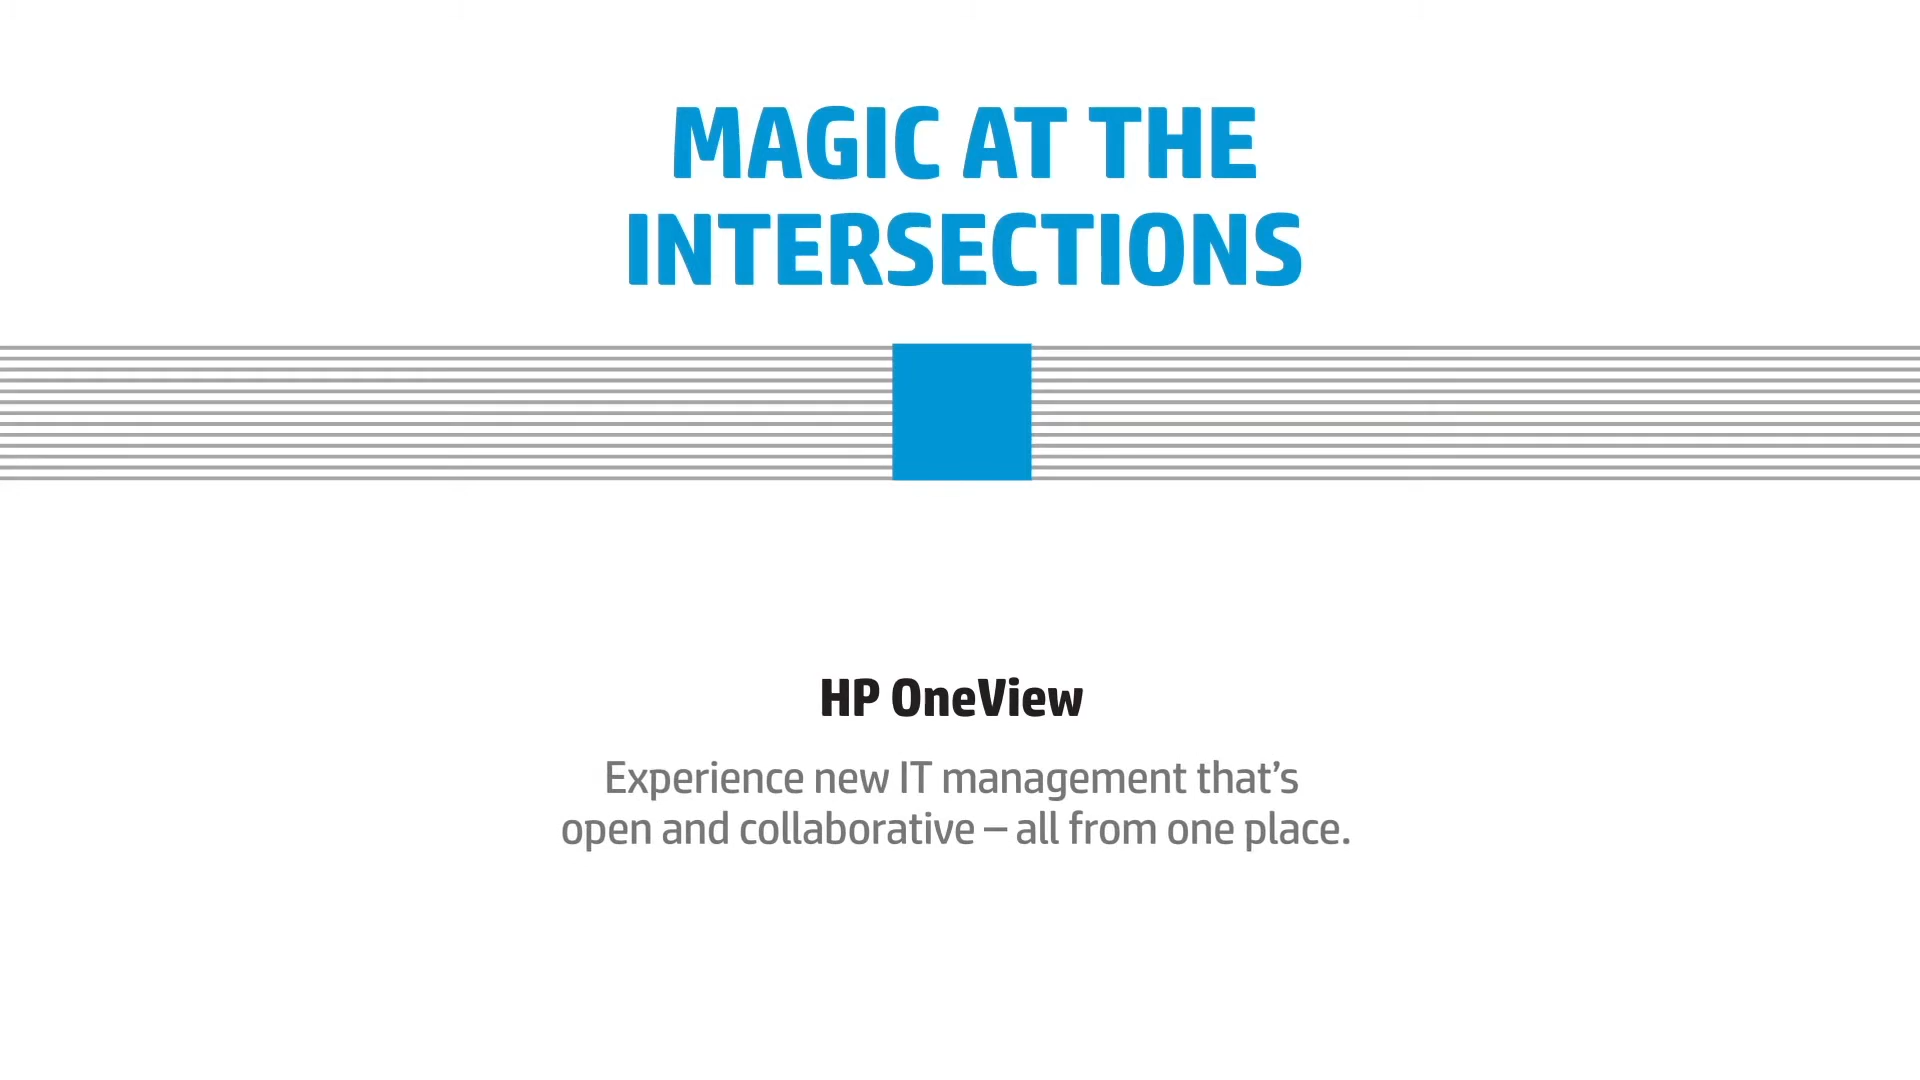 MAGIC AT THE
INTERSECTIONS
HP OneView
Experience new IT management that’s
open and collaborative – all from one place.